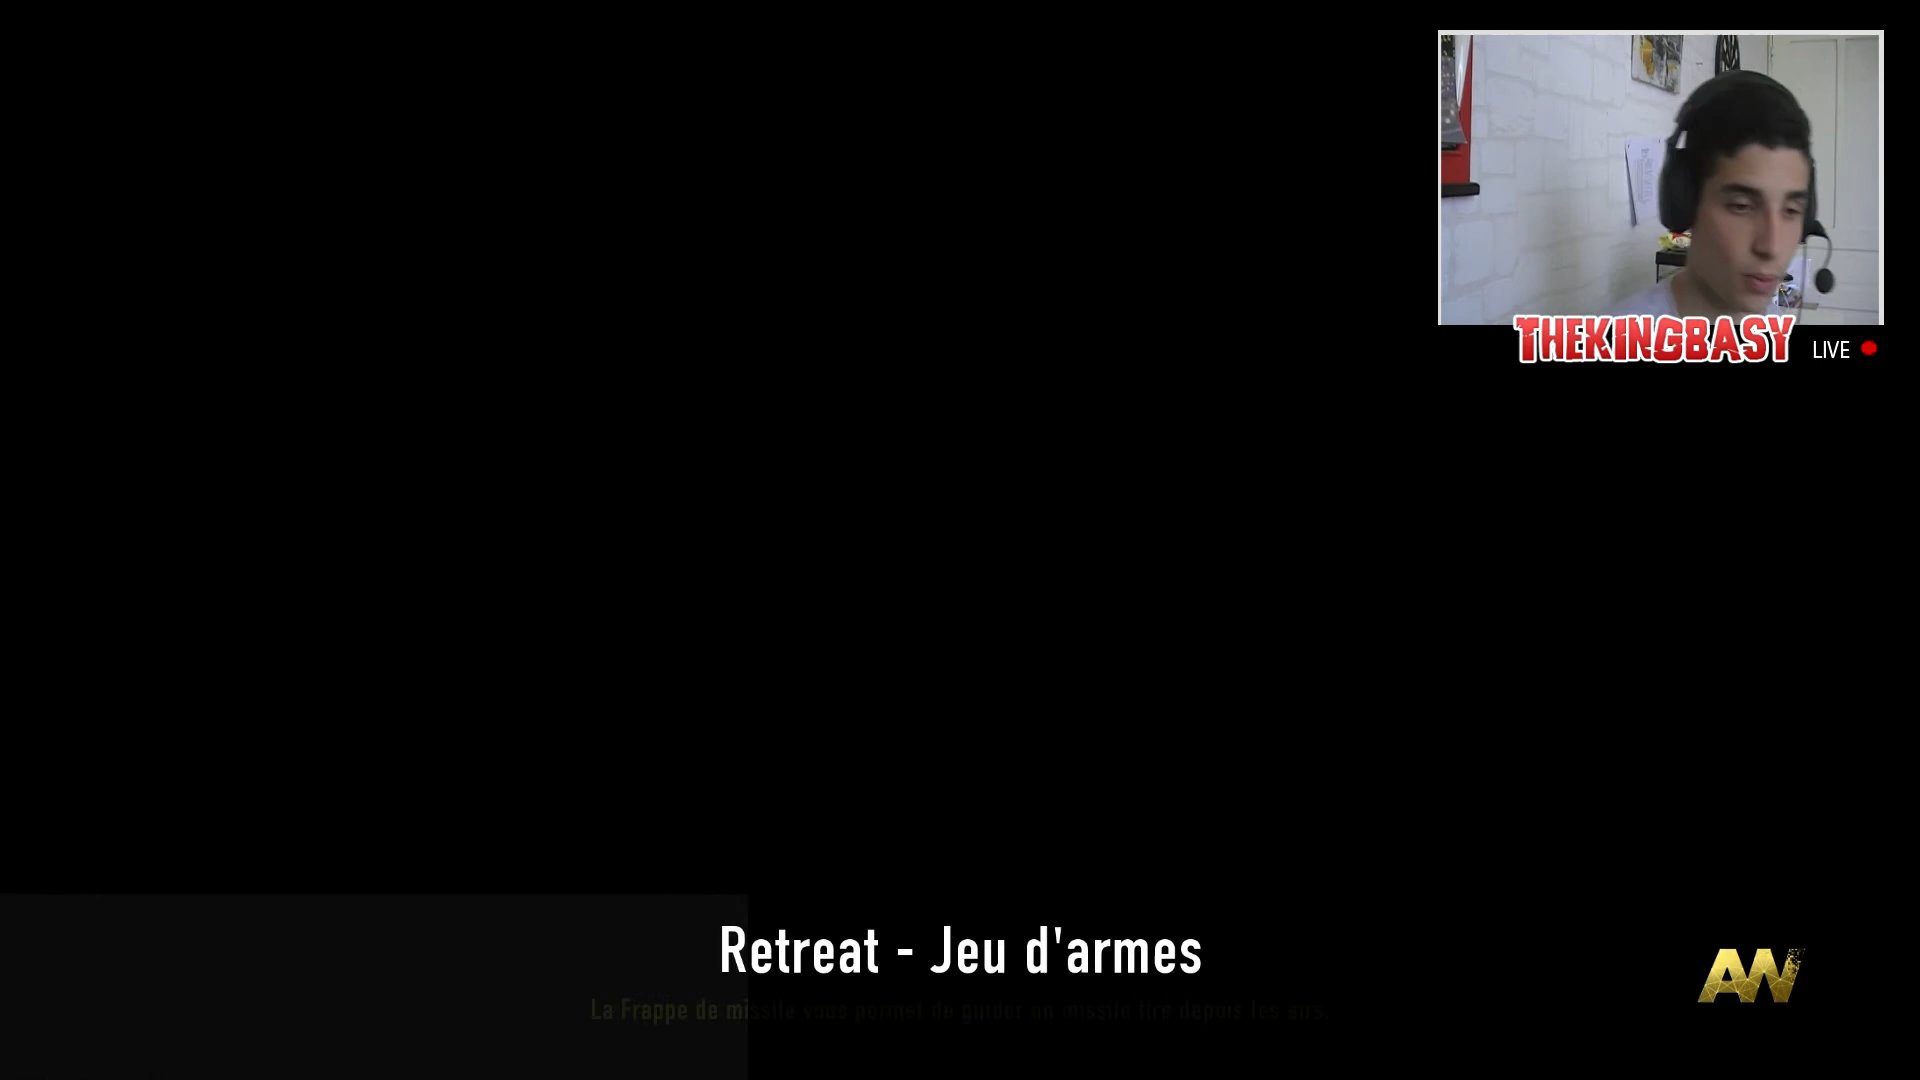 THEKINGBASY
LIVE
Retreat - Jeu d'armes
AW
La Frappe de missile vous permet de guider un missile tiré depuis les airs.